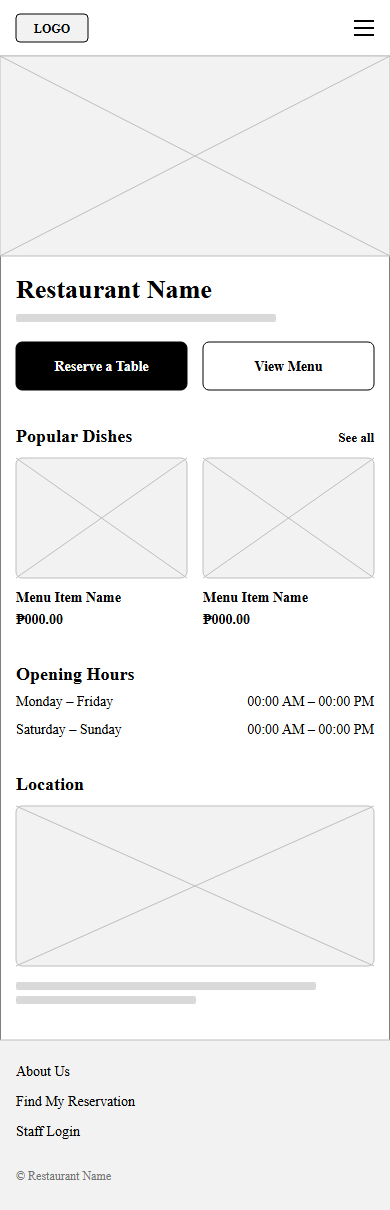 LOGO
Restaurant Name
Reserve a Table
View Menu
Popular Dishes
See all
Menu Item Name
Menu Item Name
₱000.00
₱000.00
Opening Hours
Monday – Friday
00:00 AM – 00:00 PM
Saturday – Sunday
00:00 AM – 00:00 PM
Location
About Us
Find My Reservation
Staff Login
© Restaurant Name